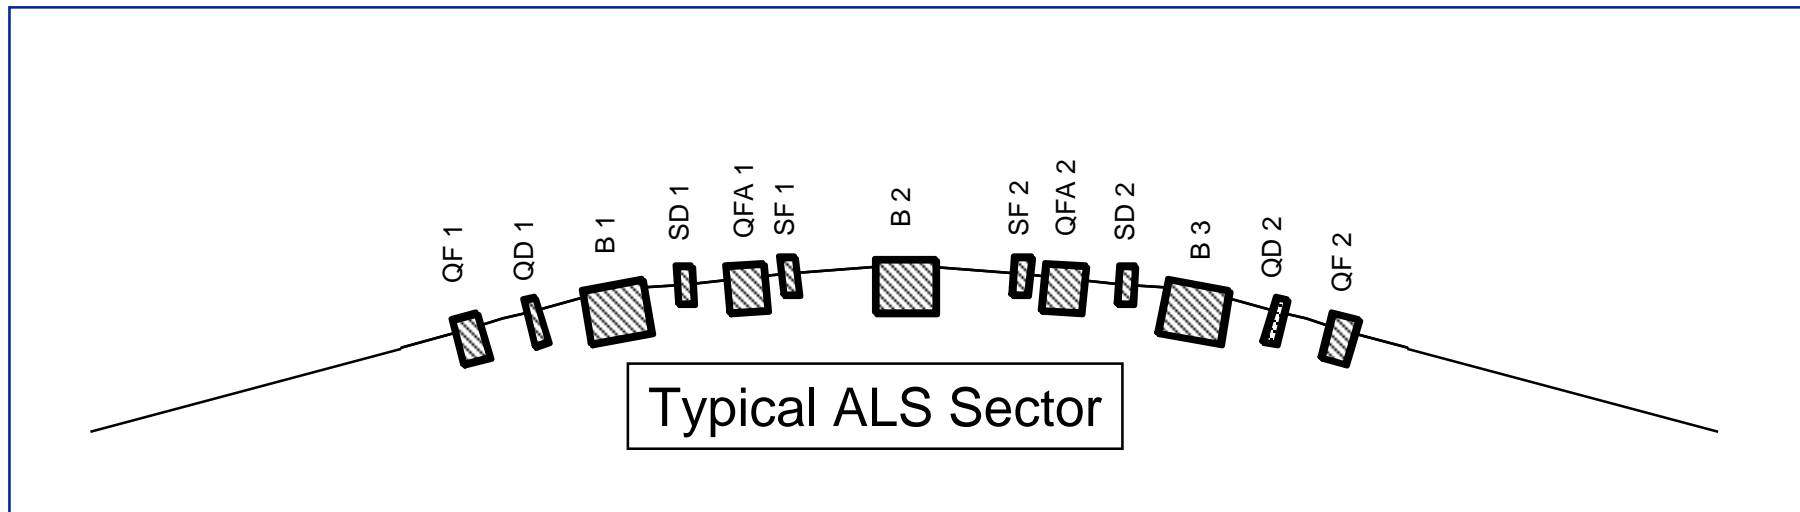 QF 1
QD 1
B 1
SD 1
QFA 1
SF 1
B 2
SF 2
QFA 2
SD 2
B 3
QD 2
QF 2
Typical ALS Sector